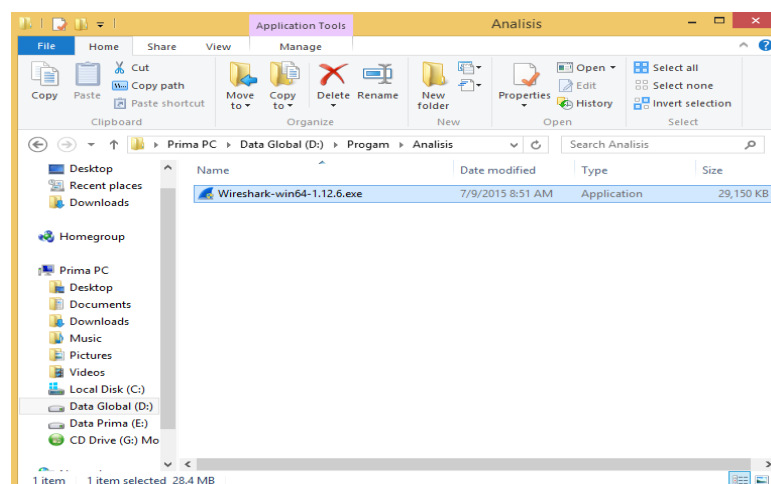 Application Tools
Analisis
File Home Share View Manage
Copy
Paste
Cut
Copy path
Paste shortcut
Clipboard
Move to
Copy to
Delete
Rename
Organize
New folder
New
Properties
Open
Edit
History
Open
Select all
Select none
Invert selection
Select
Prima PC Data Global (D:) Progam Analisis
Search Analisis
Name Date modified Type Size
Wireshark-win64-1.12.6.exe 7/9/2015 8:51 AM Application 29,150 KB
Desktop
Recent places
Downloads
Homegroup
Prima PC
Desktop
Documents
Downloads
Music
Pictures
Videos
Local Disk (C:)
Data Global (D:)
Data Prima (E:)
CD Drive (G:) Mo
1 item 1 item selected 28.4 MB